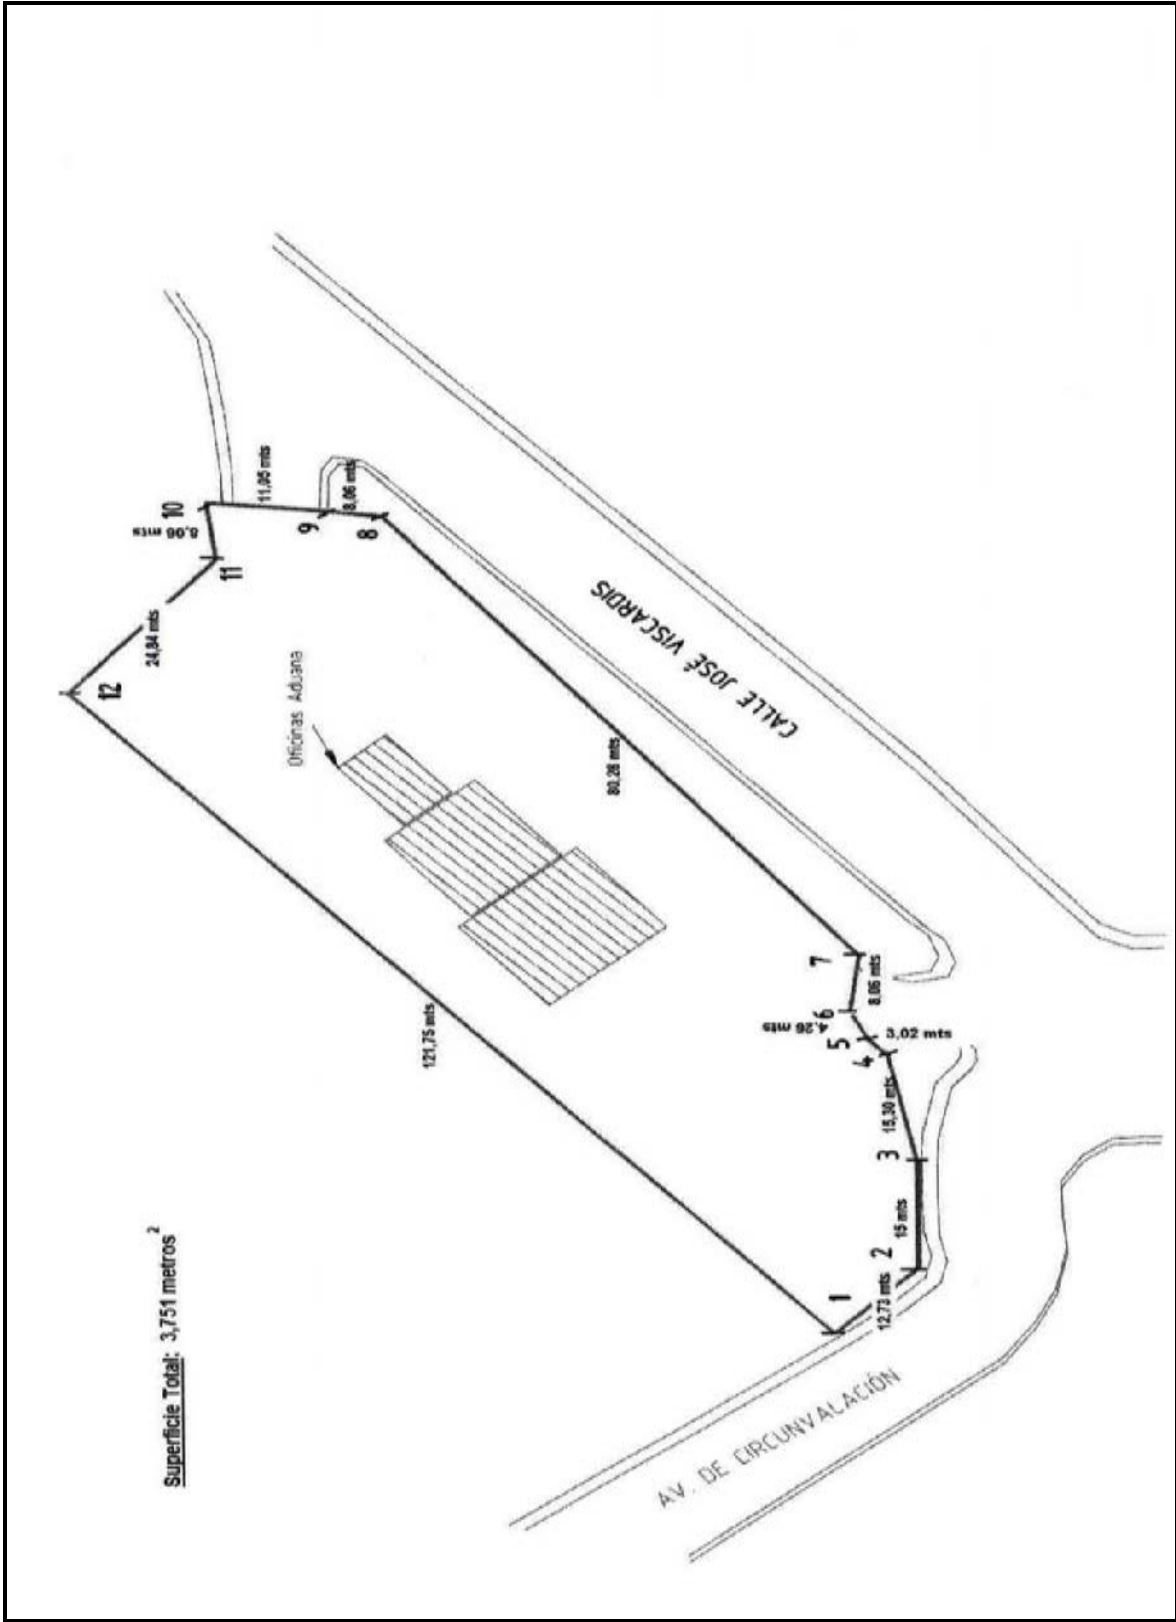 Superficie Total: 3,751 metros²
AV. DE CIRCUNVALACIÓN
CALLE JOSÉ VISCARDIS
Oficinas Aduana
1
12,73 mts
2
15 mts
3
15,30 mts
4
3,02 mts
5
4,26 mts
6
8,06 mts
7
80,28 mts
8
8,06 mts
9
11,05 mts
10
11
24,84 mts
12
121,75 mts